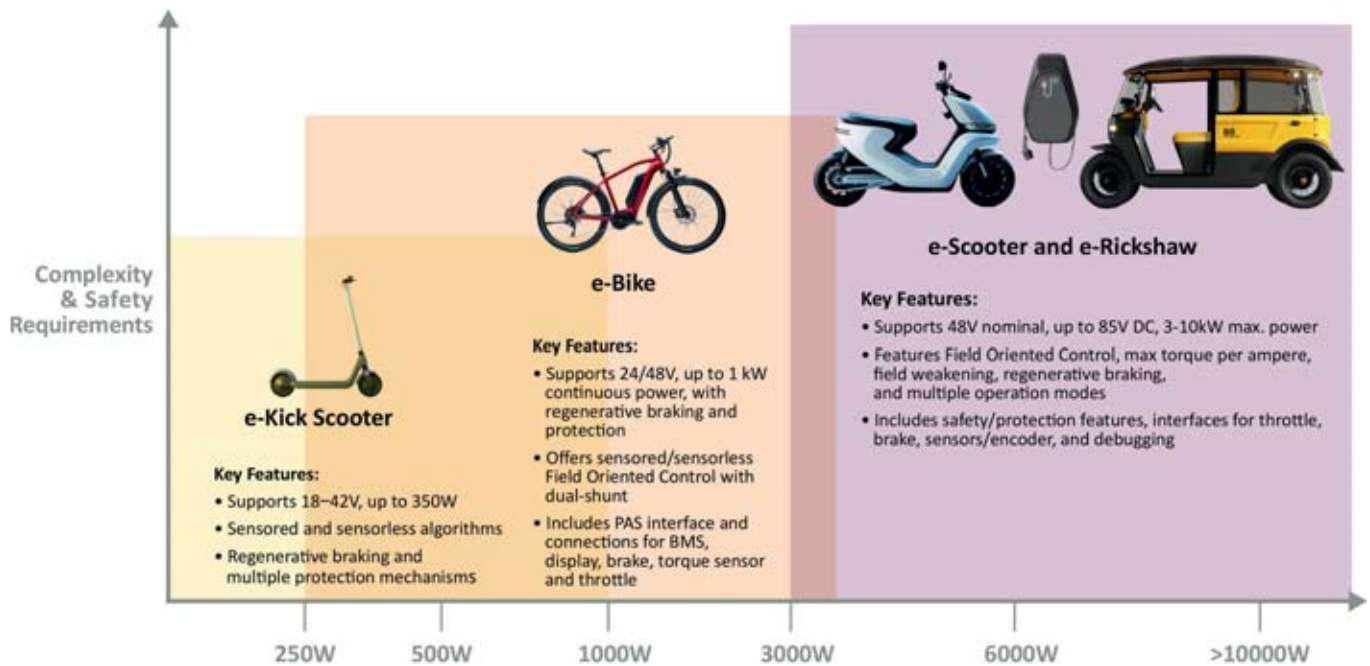 Complexity
& Safety
Requirements
e-Kick Scooter
Key Features:
• Supports 18–42V, up to 350W
• Sensored and sensorless algorithms
• Regenerative braking and
multiple protection mechanisms
e-Bike
Key Features:
• Supports 24/48V, up to 1 kW
continuous power, with
regenerative braking and
protection
• Offers sensored/sensorless
Field Oriented Control with
dual-shunt
• Includes PAS interface and
connections for BMS,
display, brake, torque sensor
and throttle
e-Scooter and e-Rickshaw
Key Features:
• Supports 48V nominal, up to 85V DC, 3-10kW max. power
• Features Field Oriented Control, max torque per ampere,
field weakening, regenerative braking,
and multiple operation modes
• Includes safety/protection features, interfaces for throttle,
brake, sensors/encoder, and debugging
250W
500W
1000W
3000W
6000W
>10000W